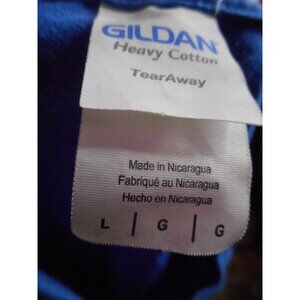 GILDAN
Heavy Cotton
TearAway
Made in Nicaragua
Fabriqué au Nicaragua
Hecho en Nicaragua
L | G | G